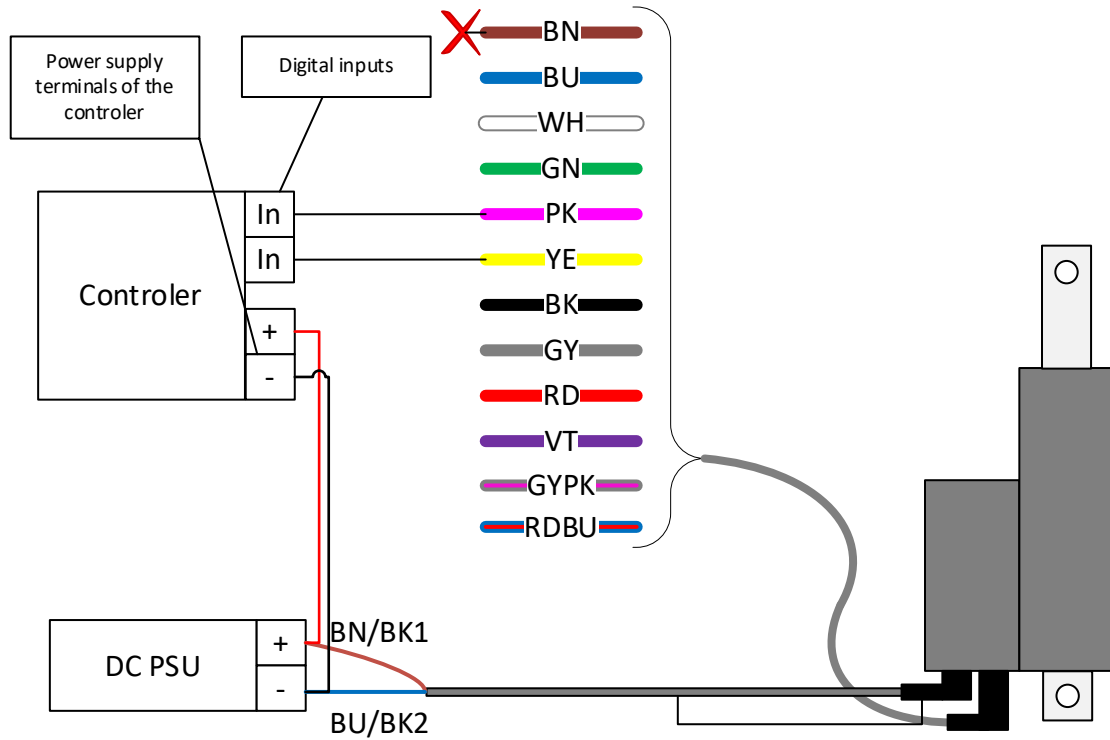 BN
Power supply
terminals of the
controler
Digital inputs
BU
WH
GN
In
PK
In
YE
Controler
BK
+
GY
-
RD
VT
GYPK
RDBU
BN/BK1
+
DC PSU
-
BU/BK2